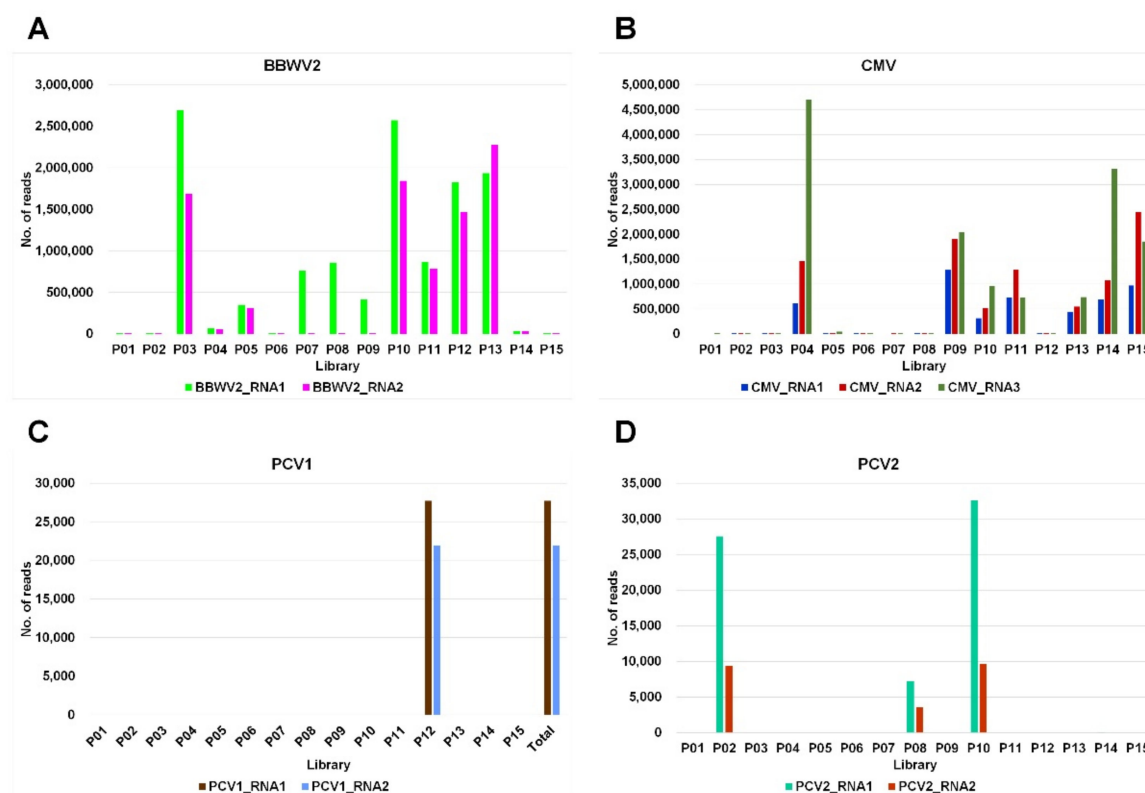 A
BBWV2
3,000,000
2,500,000
2,000,000
1,500,000
1,000,000
500,000
0
No. of reads
P01 P02 P03 P04 P05 P06 P07 P08 P09 P10 P11 P12 P13 P14 P15
Library
BBWV2_RNA1 BBWV2_RNA2
B
CMV
5,000,000
4,500,000
4,000,000
3,500,000
3,000,000
2,500,000
2,000,000
1,500,000
1,000,000
500,000
0
No. of reads
P01 P02 P03 P04 P05 P06 P07 P08 P09 P10 P11 P12 P13 P14 P15
Library
CMV_RNA1 CMV_RNA2 CMV_RNA3
C
PCV1
30,000
25,000
20,000
15,000
10,000
5,000
0
No. of reads
P01 P02 P03 P04 P05 P06 P07 P08 P09 P10 P11 P12 P13 P14 P15 Total
Library
PCV1_RNA1 PCV1_RNA2
D
PCV2
35,000
30,000
25,000
20,000
15,000
10,000
5,000
0
No. of reads
P01 P02 P03 P04 P05 P06 P07 P08 P09 P10 P11 P12 P13 P14 P15
Library
PCV2_RNA1 PCV2_RNA2